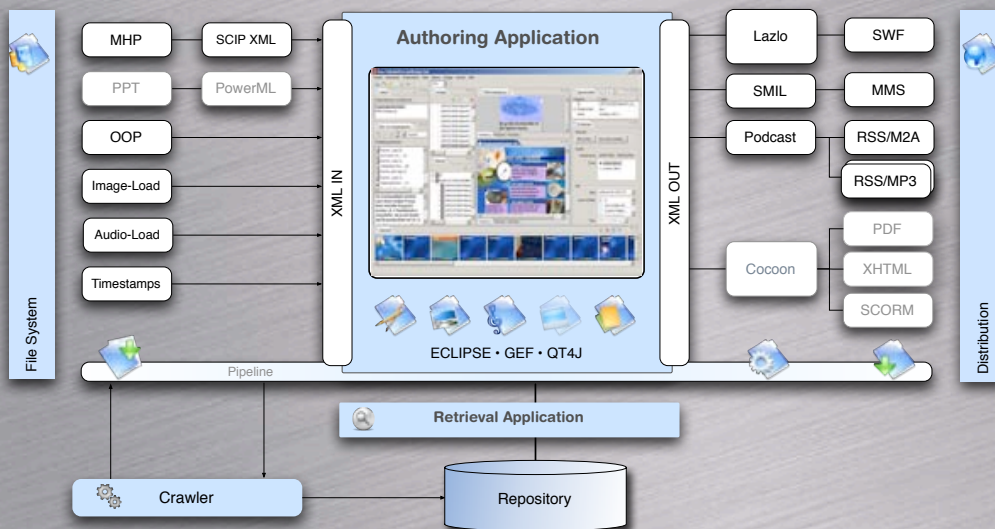 Authoring Application
MHP
SCIP XML
PPT
PowerML
OOP
Image-Load
Audio-Load
Timestamps
File System
XML IN
XML OUT
ECLIPSE • GEF • QT4J
Lazlo
SWF
SMIL
MMS
Podcast
RSS/M2A
RSS/MP3
Cocoon
PDF
XHTML
SCORM
Distribution
Pipeline
Retrieval Application
Crawler
Repository